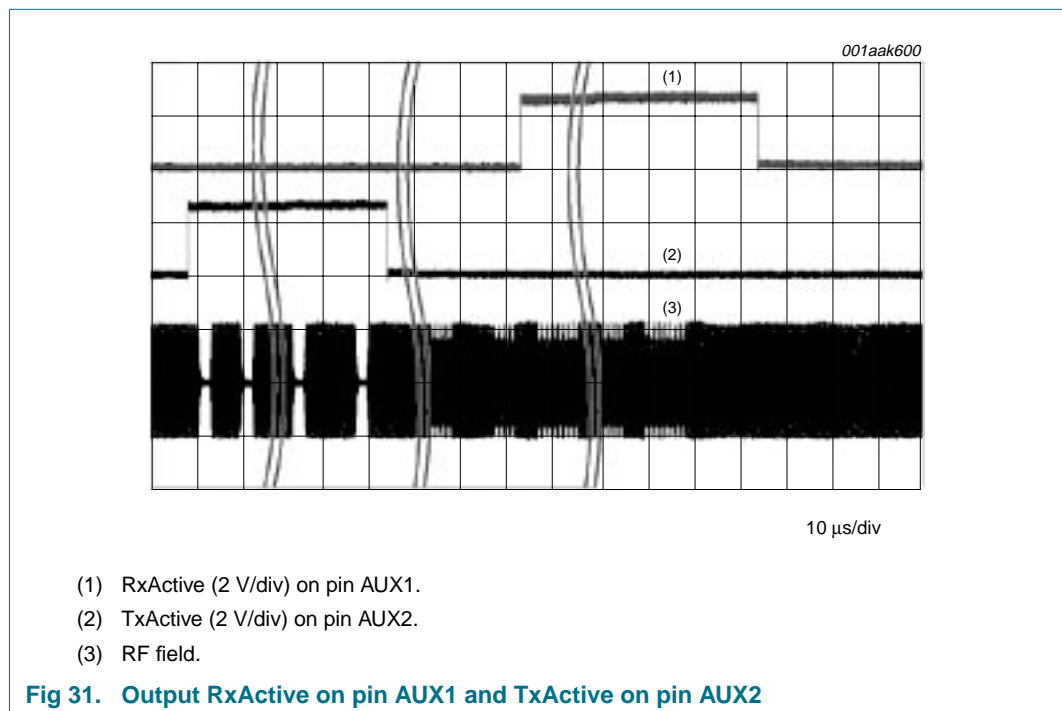 001aak600
(1)
(2)
(3)
10 μs/div
(1) RxActive (2 V/div) on pin AUX1.
(2) TxActive (2 V/div) on pin AUX2.
(3) RF field.
Fig 31. Output RxActive on pin AUX1 and TxActive on pin AUX2